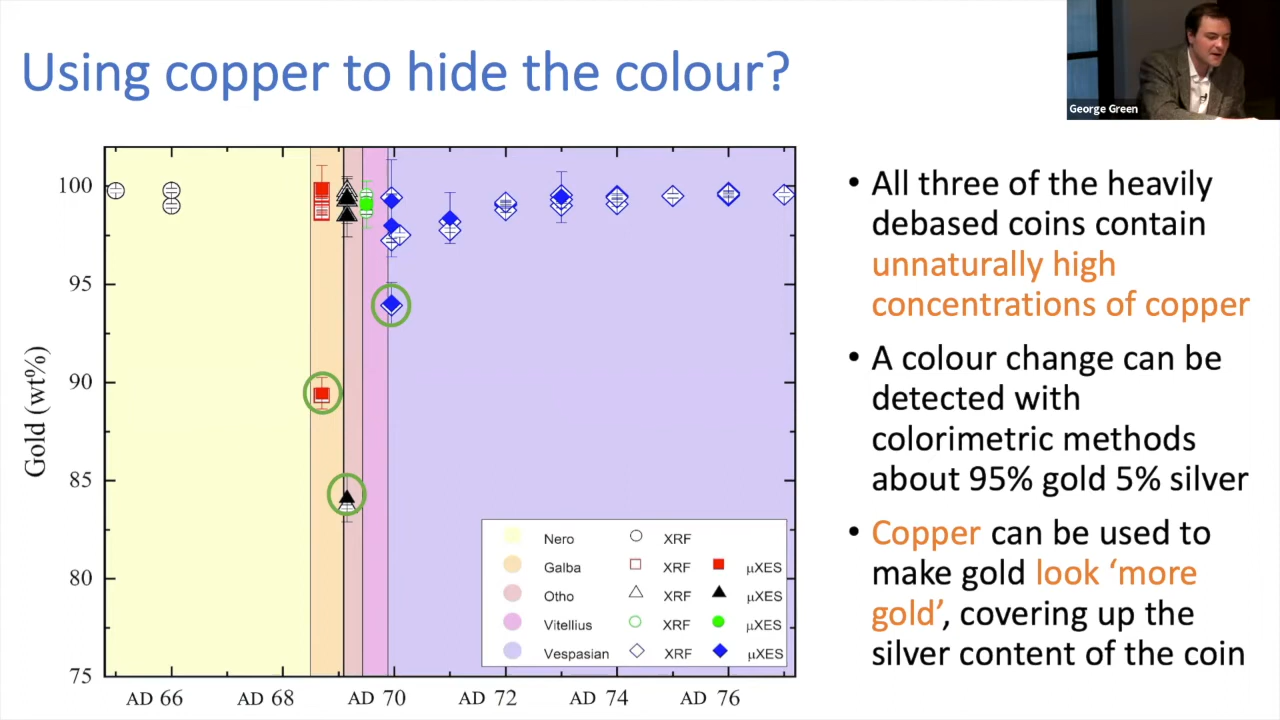 Using copper to hide the colour?
George Green
• All three of the heavily
debased coins contain
unnaturally high
concentrations of copper
• A colour change can be
detected with
colorimetric methods
about 95% gold 5% silver
• Copper can be used to
make gold look ‘more
gold’, covering up the
silver content of the coin
Gold (wt%)
100
95
90
85
80
75
AD 66
AD 68
AD 70
AD 72
AD 74
AD 76
Nero XRF
Galba XRF μXES
Otho XRF μXES
Vitellius XRF μXES
Vespasian XRF μXES